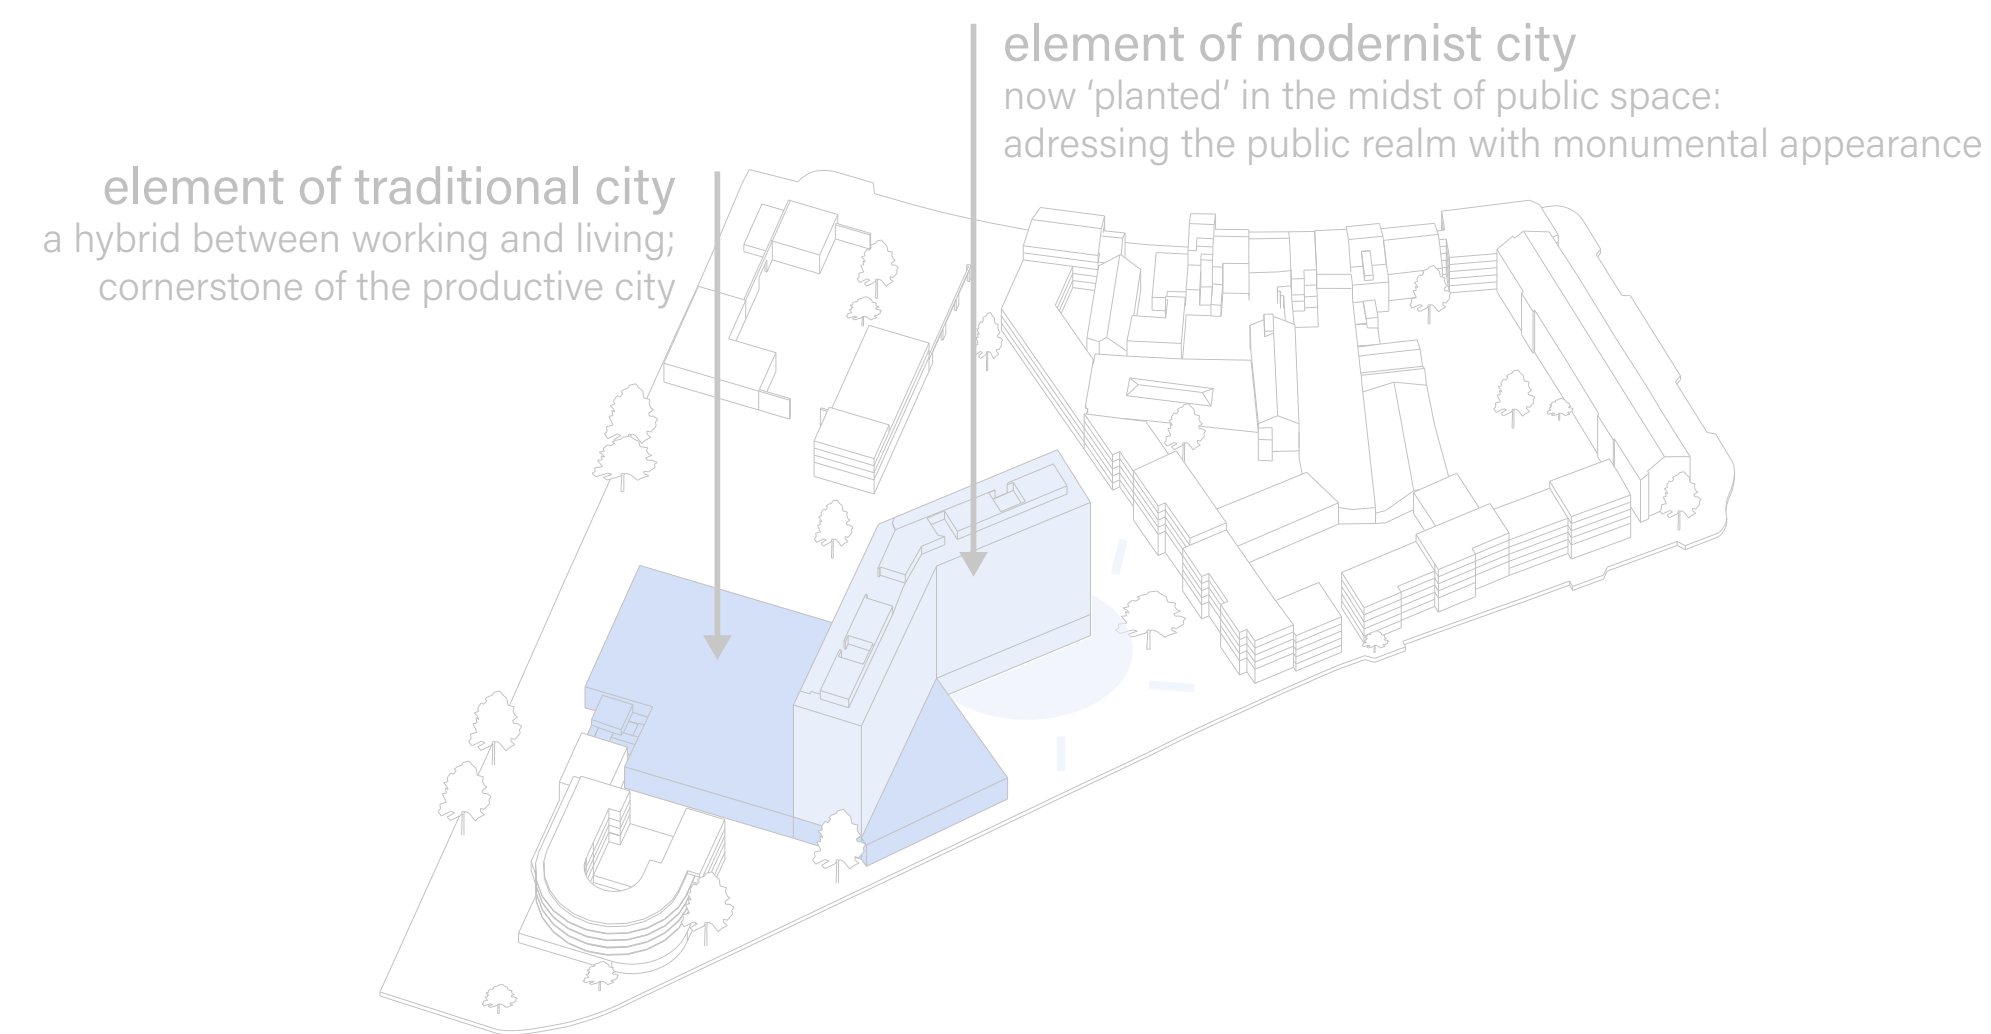 element of modernist city
now ‘planted’ in the midst of public space:
adressing the public realm with monumental appearance
element of traditional city
a hybrid between working and living;
cornerstone of the productive city